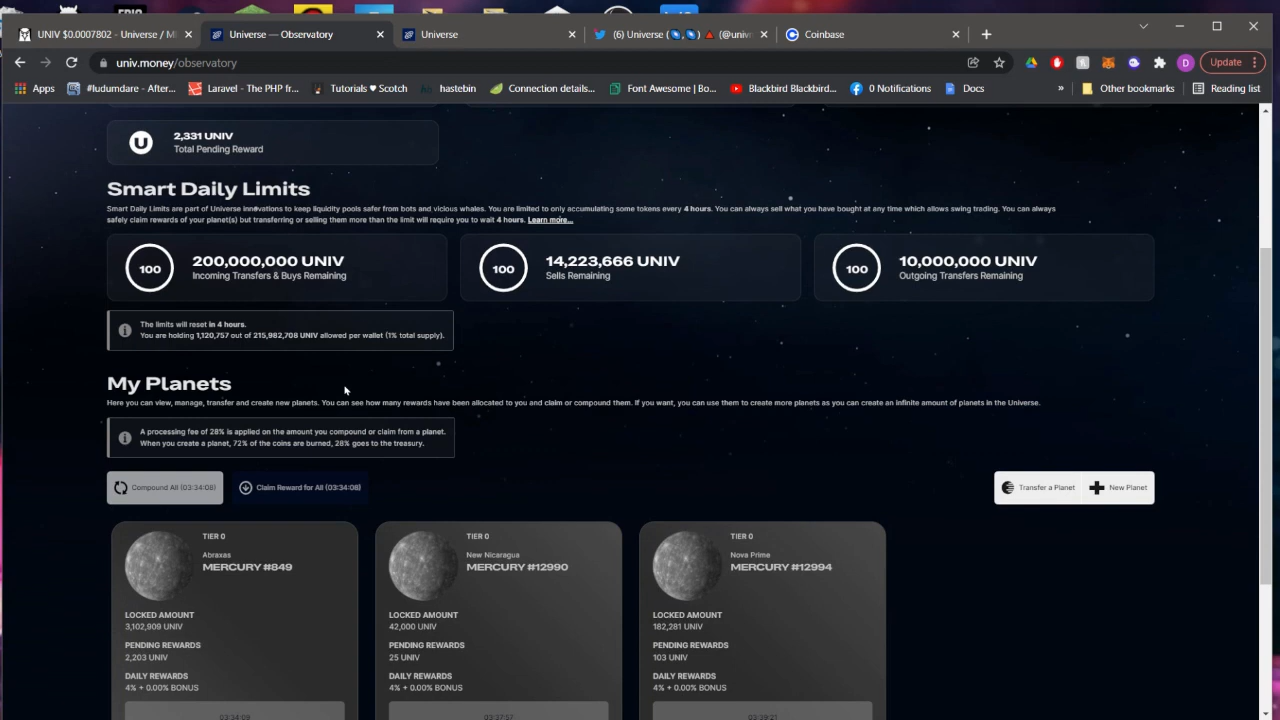 UNIV $0.0007802 - Universe / MI
Universe — Observatory
Universe
(6) Universe
(@univm
Coinbase
univ.money/observatory
D
Update
Apps
#ludumdare - After...
Laravel - The PHP fr...
Tutorials ♥ Scotch
hastebin
Connection details...
Font Awesome | Bo...
Blackbird Blackbird...
0 Notifications
Docs
»
Other bookmarks
Reading list
2,331 UNIV
Total Pending Reward
Smart Daily Limits
Smart Daily Limits are part of Universe innovations to keep liquidity pools safer from bots and vicious whales. You are limited to only accumulating some tokens every 4 hours. You can always sell what you have bought at any time which allows swing trading. You can always
safely claim rewards of your planet(s) but transferring or selling them more than the limit will require you to wait 4 hours. Learn more...
100
200,000,000 UNIV
Incoming Transfers & Buys Remaining
100
14,223,666 UNIV
Sells Remaining
100
10,000,000 UNIV
Outgoing Transfers Remaining
The limits will reset in 4 hours.
You are holding 1,120,757 out of 215,982,708 UNIV allowed per wallet (1% total supply).
My Planets
Here you can view, manage, transfer and create new planets. You can see how many rewards have been allocated to you and claim or compound them. If you want, you can use them to create more planets as you can create an infinite amount of planets in the Universe.
A processing fee of 28% is applied on the amount you compound or claim from a planet.
When you create a planet, 72% of the coins are burned, 28% goes to the treasury.
Compound All (03:34:08)
Claim Reward for All (03:34:08)
Transfer a Planet
New Planet
TIER 0
Abraxas
MERCURY #849
LOCKED AMOUNT
3,102,909 UNIV
PENDING REWARDS
2,203 UNIV
DAILY REWARDS
4% + 0.00% BONUS
03:34:09
TIER 0
New Nicaragua
MERCURY #12990
LOCKED AMOUNT
42,000 UNIV
PENDING REWARDS
25 UNIV
DAILY REWARDS
4% + 0.00% BONUS
03:37:57
TIER 0
Nova Prime
MERCURY #12994
LOCKED AMOUNT
182,281 UNIV
PENDING REWARDS
103 UNIV
DAILY REWARDS
4% + 0.00% BONUS
03:39:21